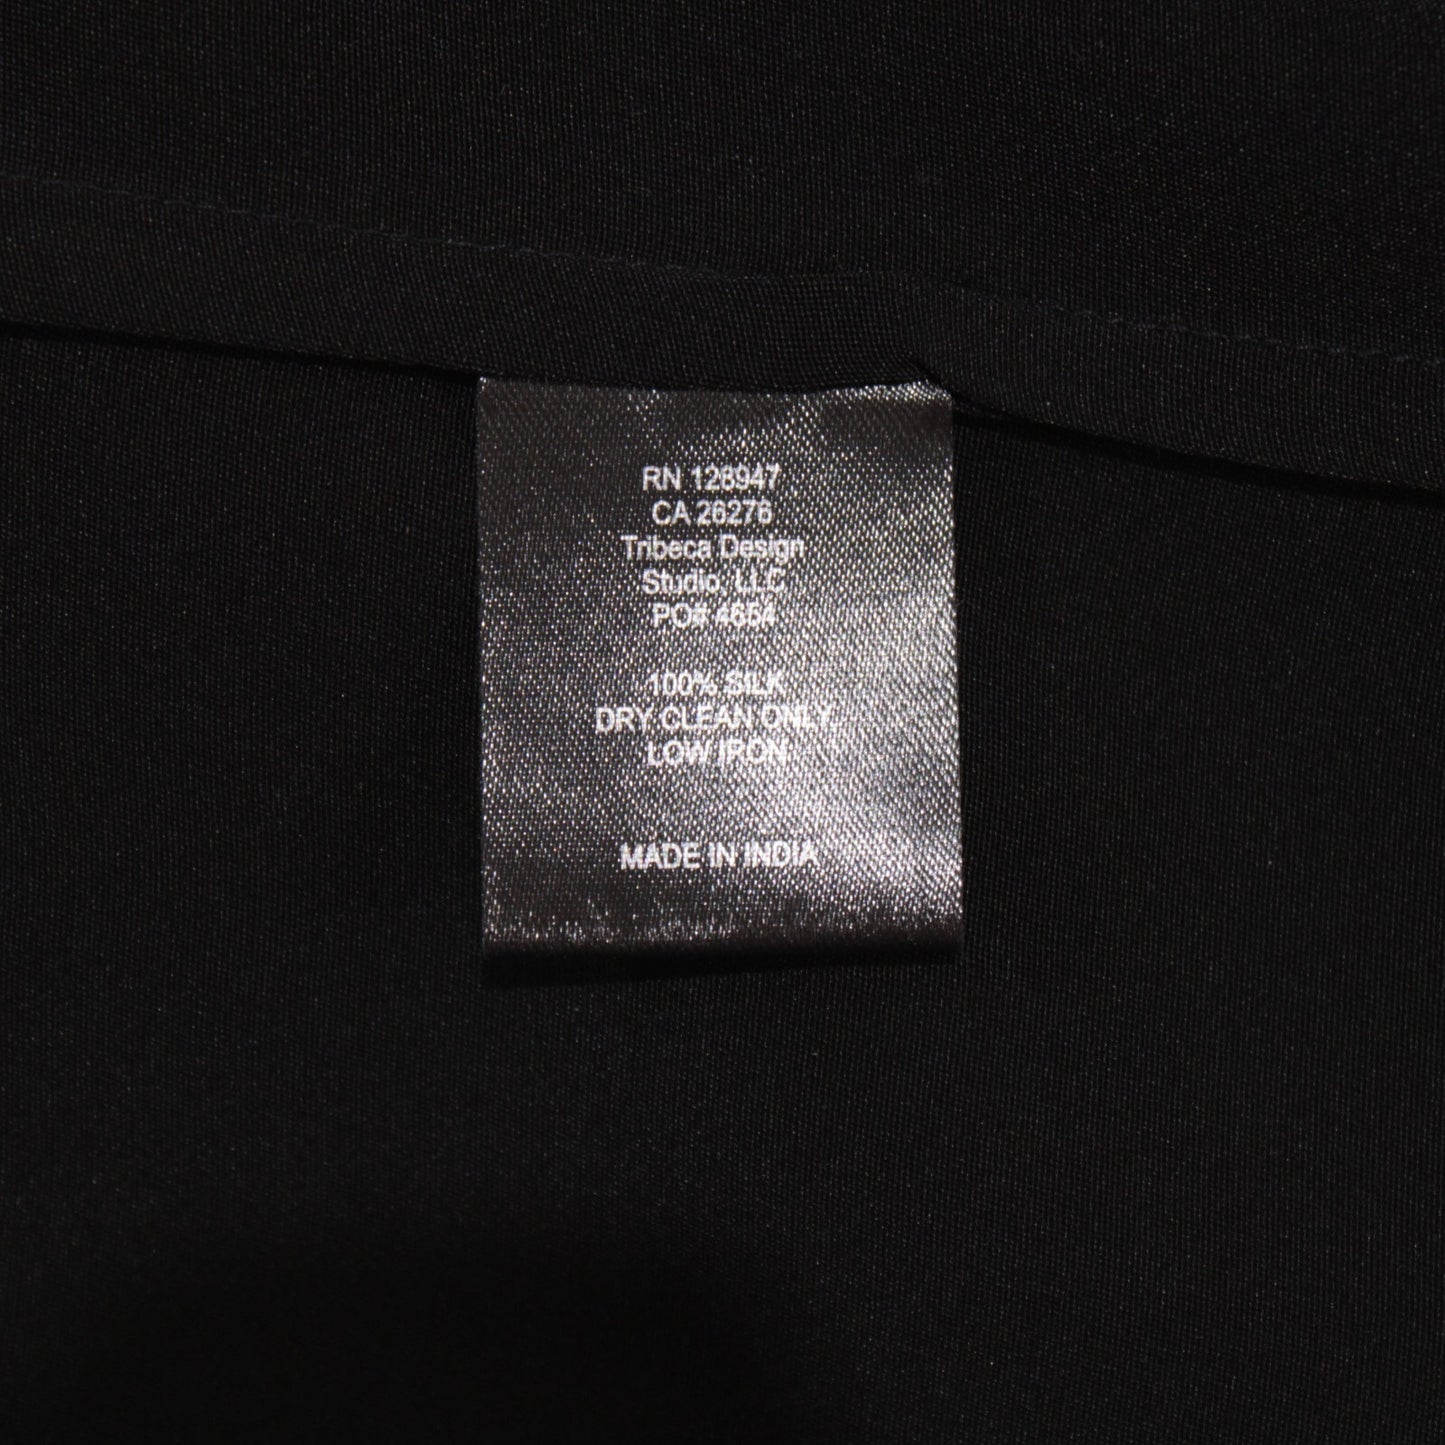 RN 128947
CA 26276
Tribeca Design
Studio, LLC
PO# 4654
100% SILK
DRY CLEAN ONLY
LOW IRON
MADE IN INDIA